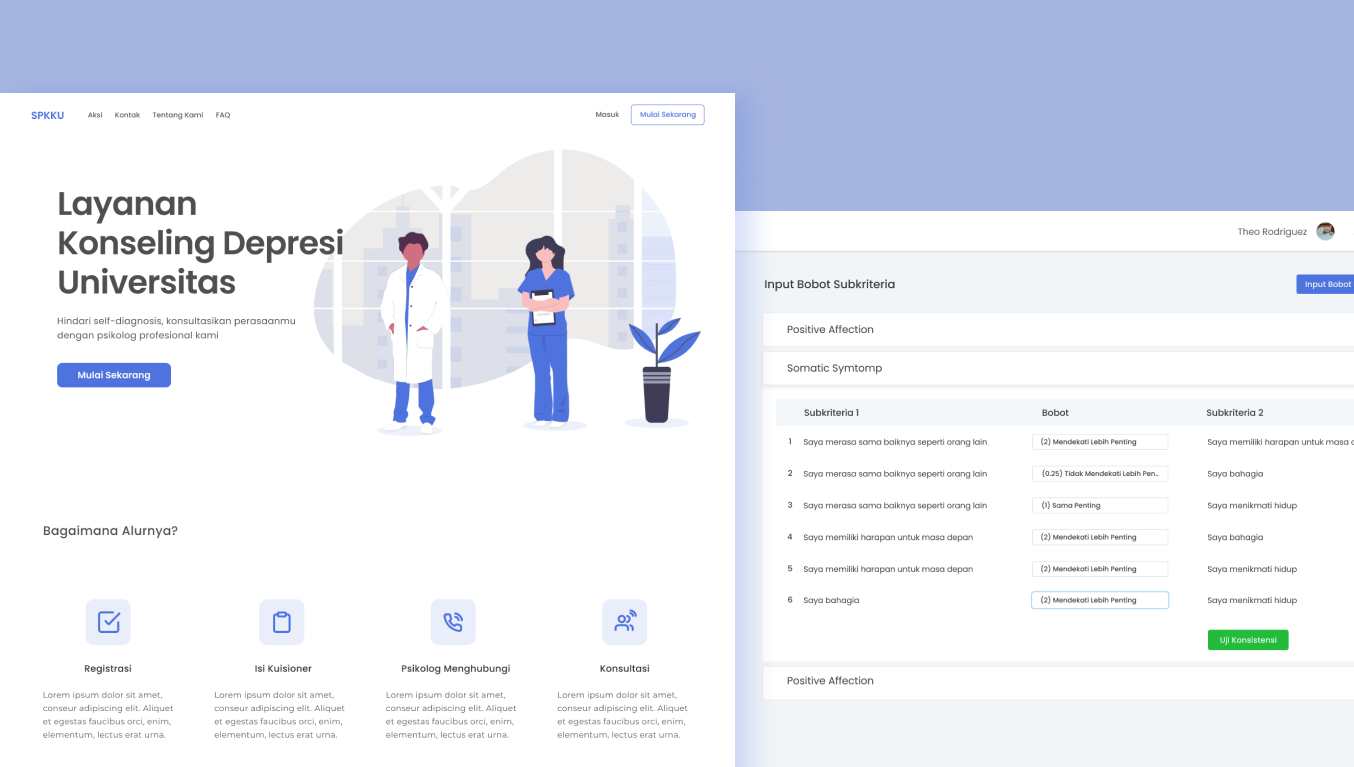 SPKKU Aksi Kontak Tentang Kami FAQ Masuk Mulai Sekarang
Layanan
Konseling Depresi
Universitas
Hindari self-diagnosis, konsultasikan perasaanmu
dengan psikolog profesional kami
Mulai Sekarang
Bagaimana Alurnya?
Registrasi
Lorem ipsum dolor sit amet,
conseur adipiscing elit. Aliquet
et egestas faucibus orci, enim,
elementum, lectus erat urna.
Isi Kuisioner
Lorem ipsum dolor sit amet,
conseur adipiscing elit. Aliquet
et egestas faucibus orci, enim,
elementum, lectus erat urna.
Psikolog Menghubungi
Lorem ipsum dolor sit amet,
conseur adipiscing elit. Aliquet
et egestas faucibus orci, enim,
elementum, lectus erat urna.
Konsultasi
Lorem ipsum dolor sit amet,
conseur adipiscing elit. Aliquet
et egestas faucibus orci, enim,
elementum, lectus erat urna.
Theo Rodriguez
Input Bobot Subkriteria Input Bobot
Positive Affection
Somatic Symtomp
Subkriteria 1 Bobot Subkriteria 2
1 Saya merasa sama baiknya seperti orang lain (2) Mendekati Lebih Penting Saya memiliki harapan untuk masa
2 Saya merasa sama baiknya seperti orang lain (0.25) Tidak Mendekati Lebih Pen... Saya bahagia
3 Saya merasa sama baiknya seperti orang lain (1) Sama Penting Saya menikmati hidup
4 Saya memiliki harapan untuk masa depan (2) Mendekati Lebih Penting Saya bahagia
5 Saya memiliki harapan untuk masa depan (2) Mendekati Lebih Penting Saya menikmati hidup
6 Saya bahagia (2) Mendekati Lebih Penting Saya menikmati hidup
Uji Konsistensi
Positive Affection